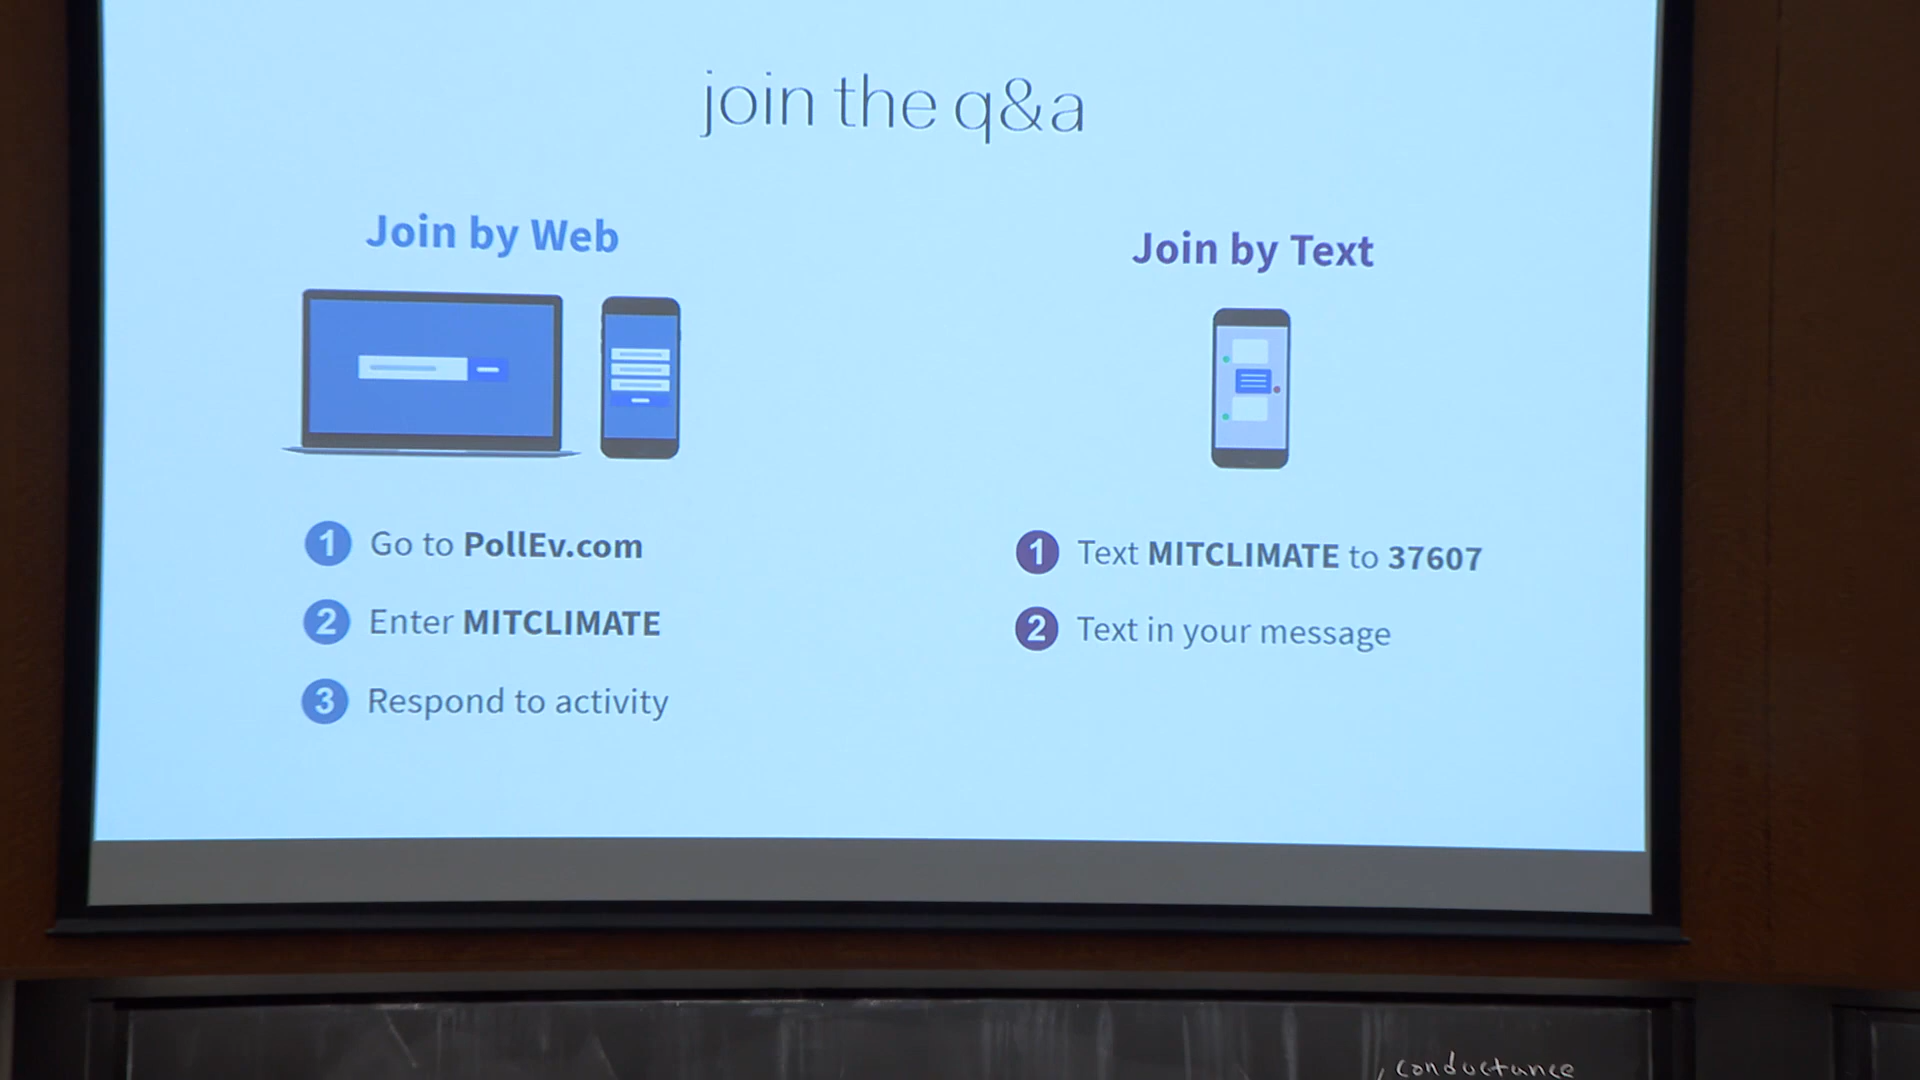 join the q&a
Join by Web
1 Go to PollEv.com
2 Enter MITCLIMATE
3 Respond to activity
Join by Text
1 Text MITCLIMATE to 37607
2 Text in your message
conductance